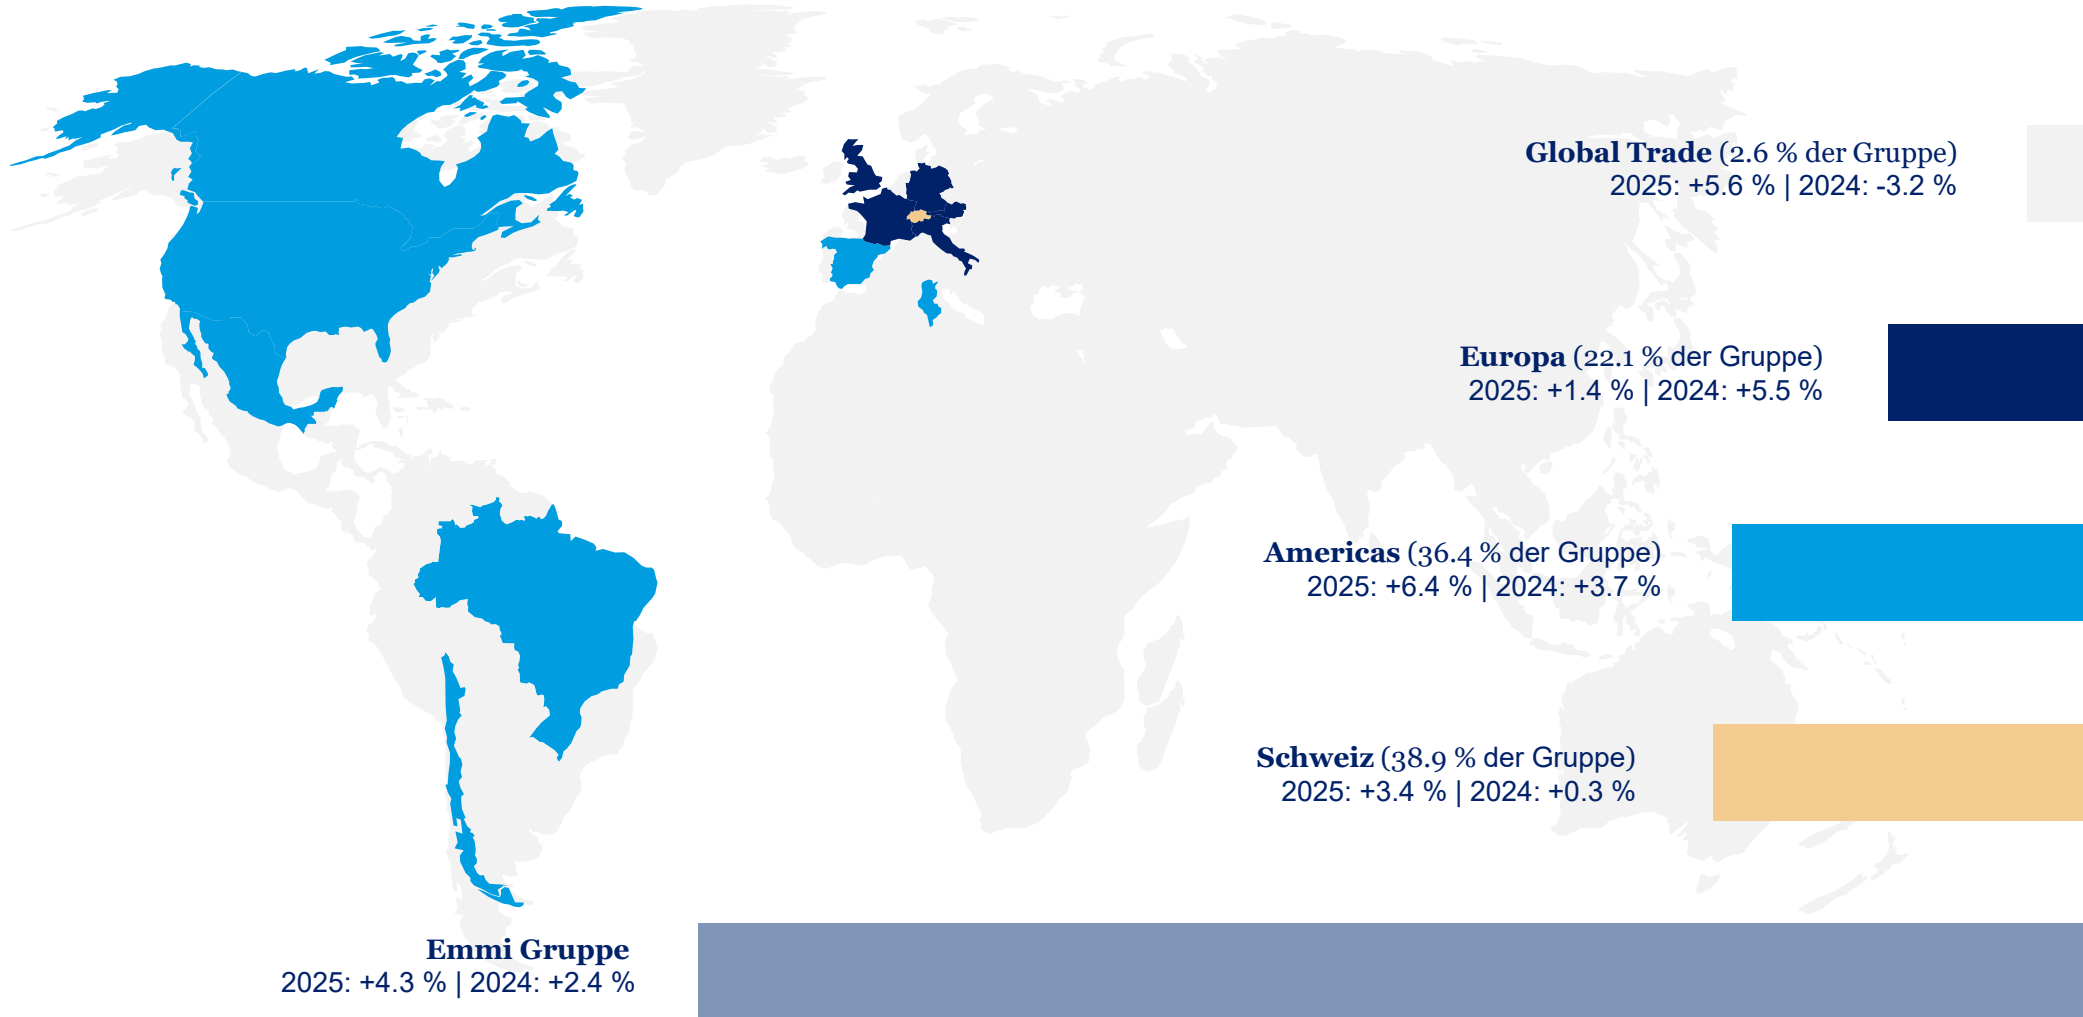 Global Trade (2.6 % der Gruppe)
2025: +5.6 % | 2024: -3.2 %
Europa (22.1 % der Gruppe)
2025: +1.4 % | 2024: +5.5 %
Americas (36.4 % der Gruppe)
2025: +6.4 % | 2024: +3.7 %
Schweiz (38.9 % der Gruppe)
2025: +3.4 % | 2024: +0.3 %
Emmi Gruppe
2025: +4.3 % | 2024: +2.4 %